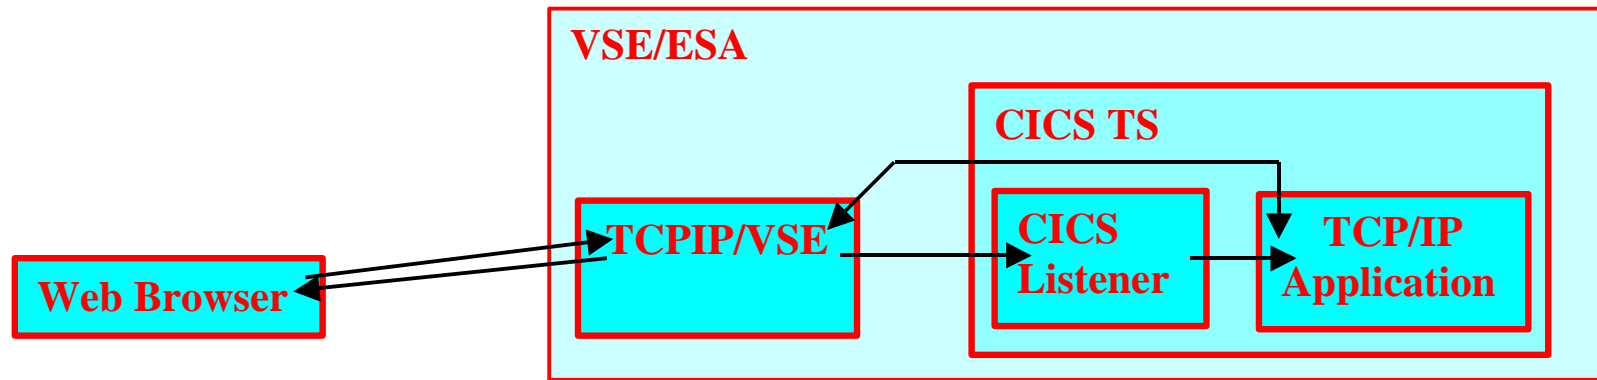 VSE/ESA
CICS TS
Web Browser
TCPIP/VSE
CICS
Listener
TCP/IP
Application